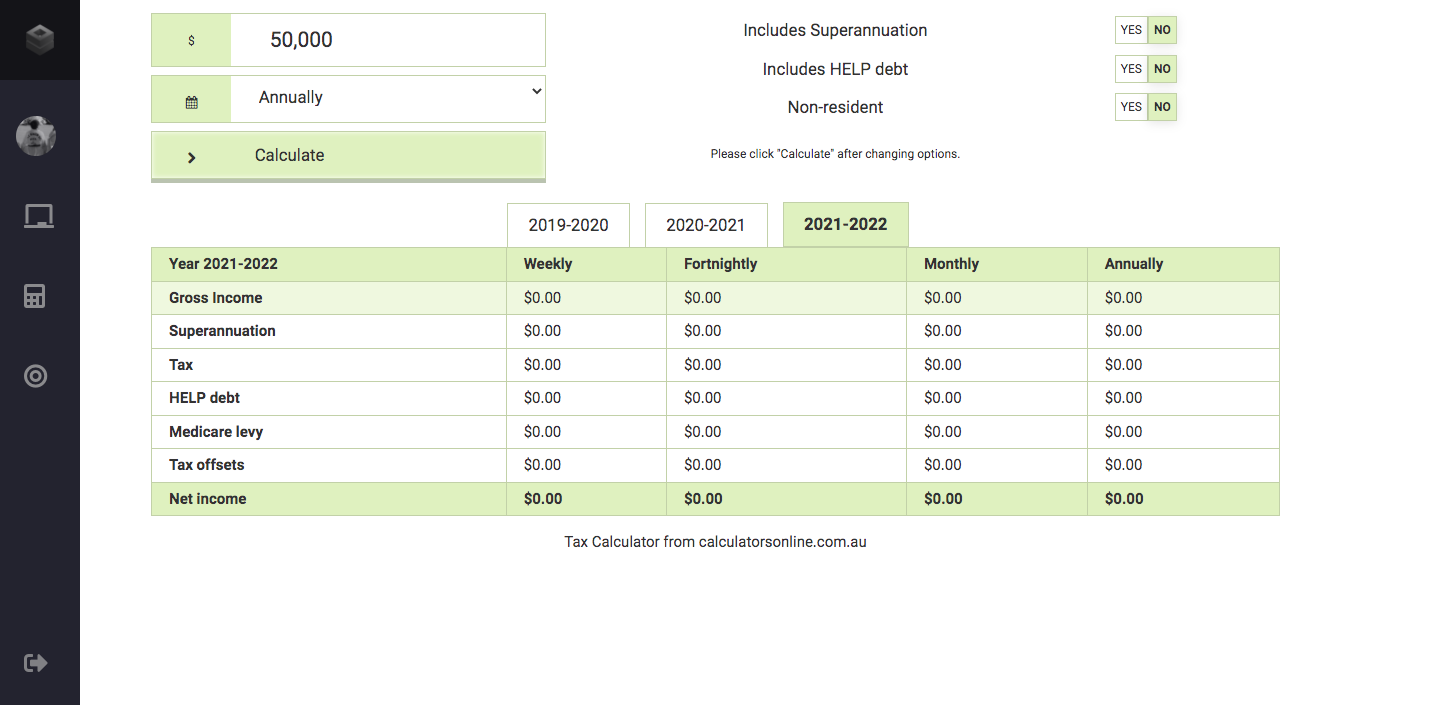 $ 50,000
Includes Superannuation YES NO
Includes HELP debt YES NO
Annually
Non-resident YES NO
Calculate
Please click "Calculate" after changing options.
2019-2020 2020-2021 2021-2022
Year 2021-2022 Weekly Fortnightly Monthly Annually
Gross Income $0.00 $0.00 $0.00 $0.00
Superannuation $0.00 $0.00 $0.00 $0.00
Tax $0.00 $0.00 $0.00 $0.00
HELP debt $0.00 $0.00 $0.00 $0.00
Medicare levy $0.00 $0.00 $0.00 $0.00
Tax offsets $0.00 $0.00 $0.00 $0.00
Net income $0.00 $0.00 $0.00 $0.00
Tax Calculator from calculatorsonline.com.au